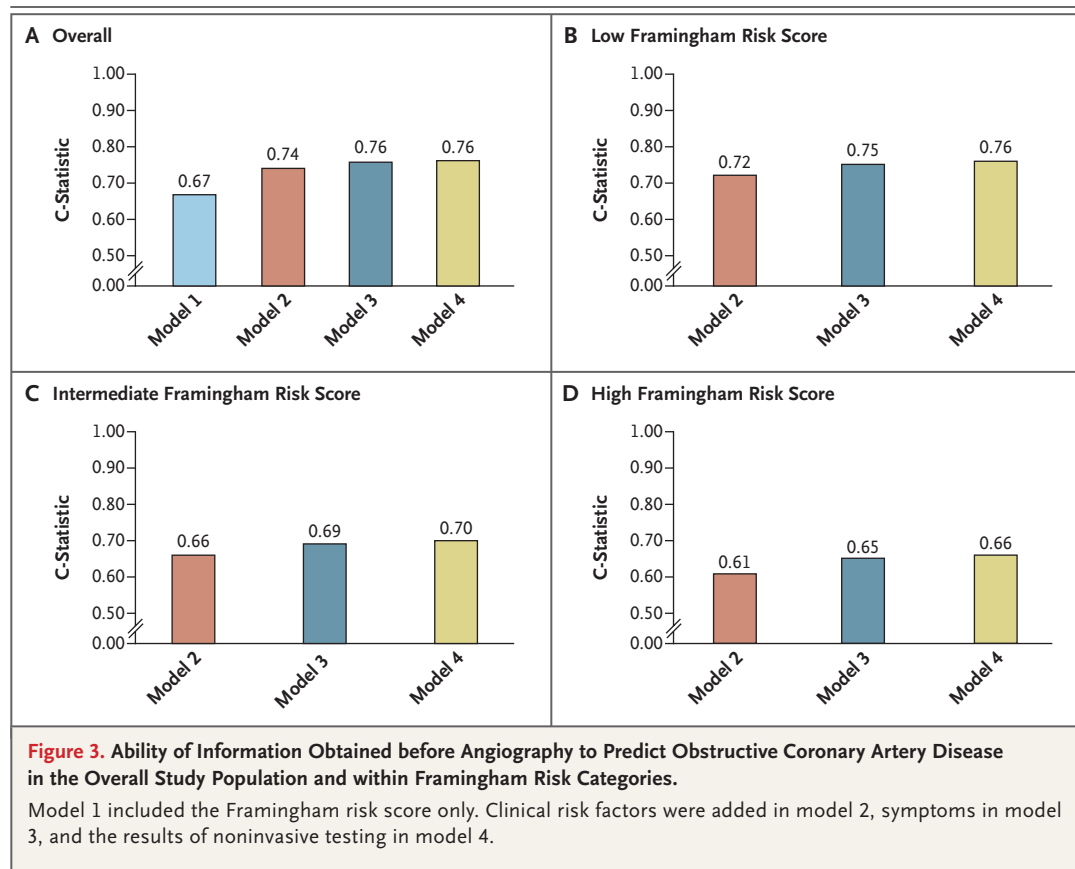 A Overall
1.00
0.90
0.80
0.70
0.60
0.50
0.00
C-Statistic
0.67
0.74
0.76
0.76
Model 1
Model 2
Model 3
Model 4
B Low Framingham Risk Score
1.00
0.90
0.80
0.70
0.60
0.50
0.00
C-Statistic
0.72
0.75
0.76
Model 2
Model 3
Model 4
C Intermediate Framingham Risk Score
1.00
0.90
0.80
0.70
0.60
0.50
0.00
C-Statistic
0.66
0.69
0.70
Model 2
Model 3
Model 4
D High Framingham Risk Score
1.00
0.90
0.80
0.70
0.60
0.50
0.00
C-Statistic
0.61
0.65
0.66
Model 2
Model 3
Model 4
Figure 3. Ability of Information Obtained before Angiography to Predict Obstructive Coronary Artery Disease
in the Overall Study Population and within Framingham Risk Categories.
Model 1 included the Framingham risk score only. Clinical risk factors were added in model 2, symptoms in model
3, and the results of noninvasive testing in model 4.